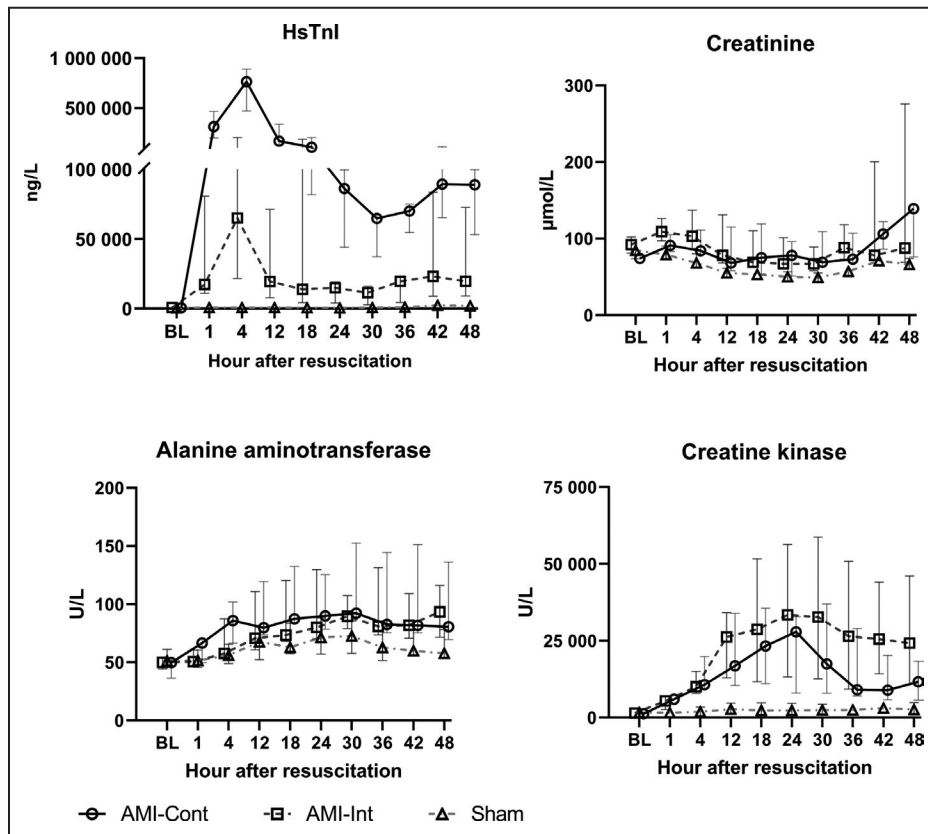 HsTnI
1 000 000
500 000
100 000
50 000
0
ng/L
BL 1 4 12 18 24 30 36 42 48
Hour after resuscitation
Creatinine
300
200
100
0
µmol/L
BL 1 4 12 18 24 30 36 42 48
Hour after resuscitation
Alanine aminotransferase
200
150
100
50
0
U/L
BL 1 4 12 18 24 30 36 42 48
Hour after resuscitation
Creatine kinase
75 000
50 000
25 000
0
U/L
BL 1 4 12 18 24 30 36 42 48
Hour after resuscitation
AMI-Cont AMI-Int Sham